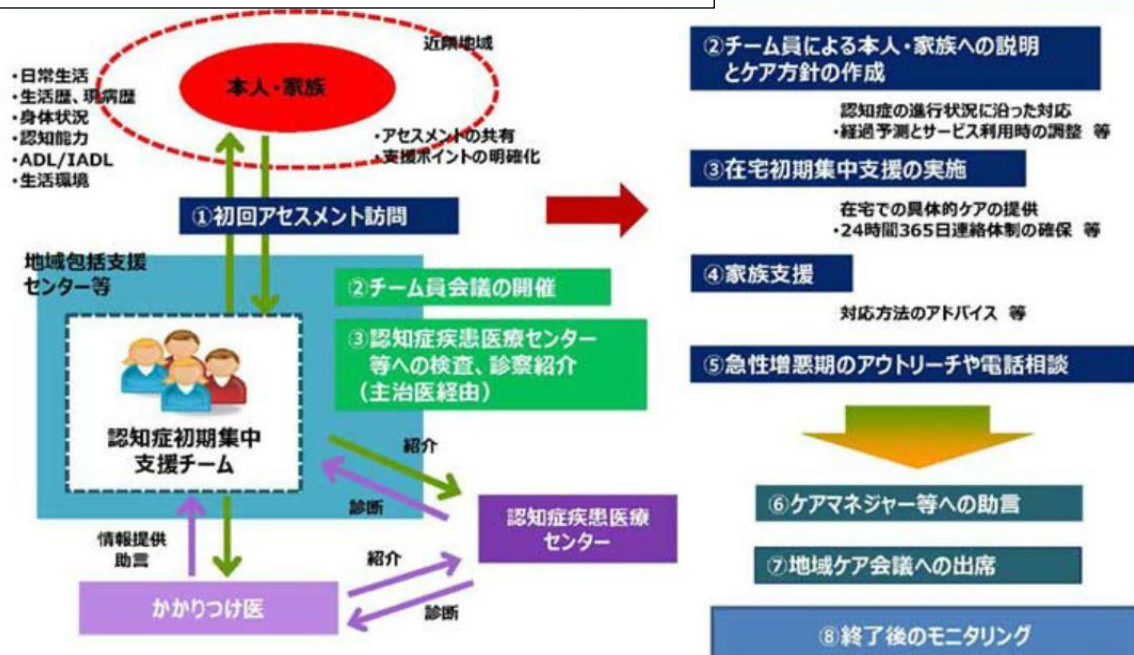 近隣地域
本人・家族
・日常生活
・生活歴、現病歴
・身体状況
・認知能力
・ADL/IADL
・生活環境
・アセスメントの共有
・支援ポイントの明確化
①初回アセスメント訪問
地域包括支援
センター等
②チーム員会議の開催
③認知症疾患医療センター
等への検査、診察紹介
（主治医経由）
認知症初期集中
支援チーム
紹介
診断
認知症疾患医療
センター
情報提供
助言
紹介
診断
かかりつけ医
②チーム員による本人・家族への説明
とケア方針の作成
認知症の進行状況に沿った対応
・経過予測とサービス利用時の調整 等
③在宅初期集中支援の実施
在宅での具体的ケアの提供
・24時間365日連絡体制の確保 等
④家族支援
対応方法のアドバイス 等
⑤急性増悪期のアウトリーチや電話相談
⑥ケアマネジャー等への助言
⑦地域ケア会議への出席
⑧終了後のモニタリング